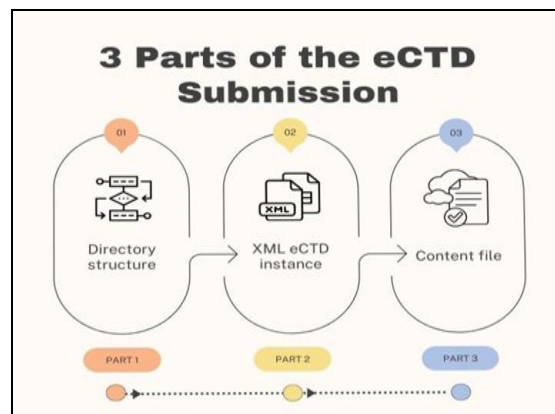 3 Parts of the eCTD
Submission
01
02
03
XML
Directory
structure
XML eCTD
instance
Content file
PART 1
PART 2
PART 3